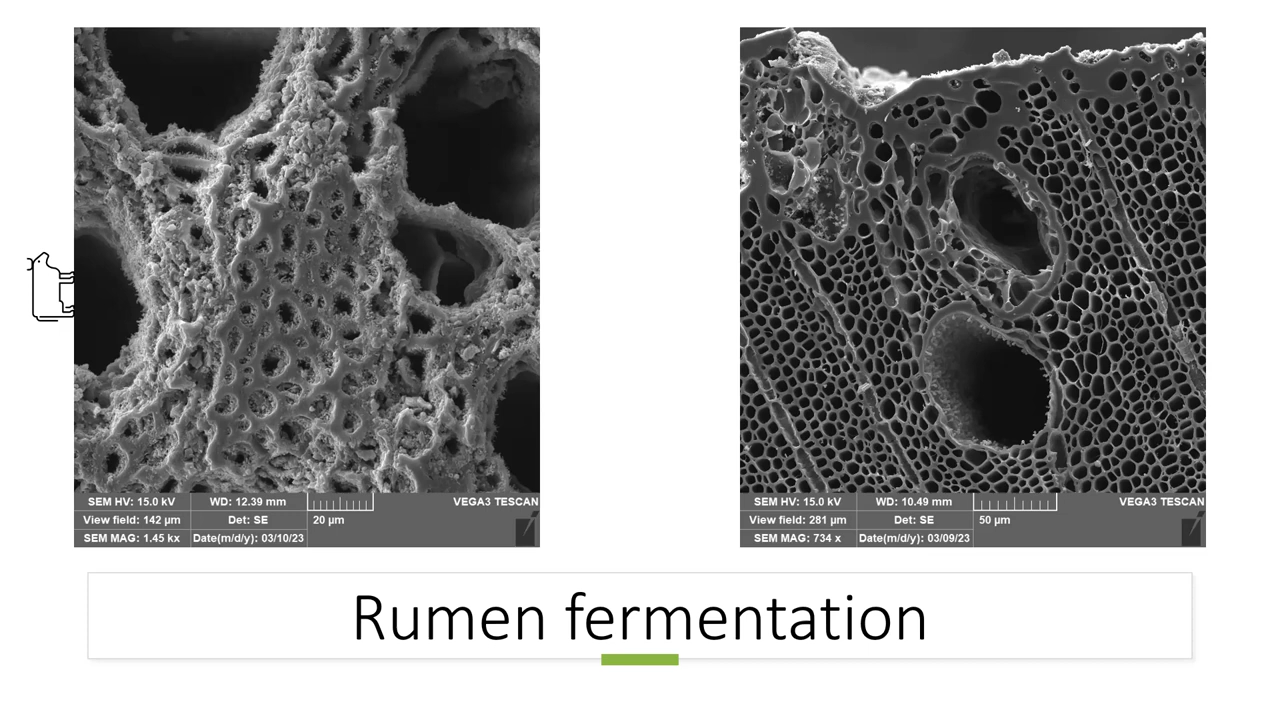 SEM HV: 15.0 kV WD: 12.39 mm VEGA3 TESCAN
View field: 142 µm Det: SE 20 µm
SEM MAG: 1.45 kx Date(m/d/y): 03/10/23
SEM HV: 15.0 kV WD: 10.49 mm VEGA3 TESCAN
View field: 281 µm Det: SE 50 µm
SEM MAG: 734 x Date(m/d/y): 03/09/23
Rumen fermentation